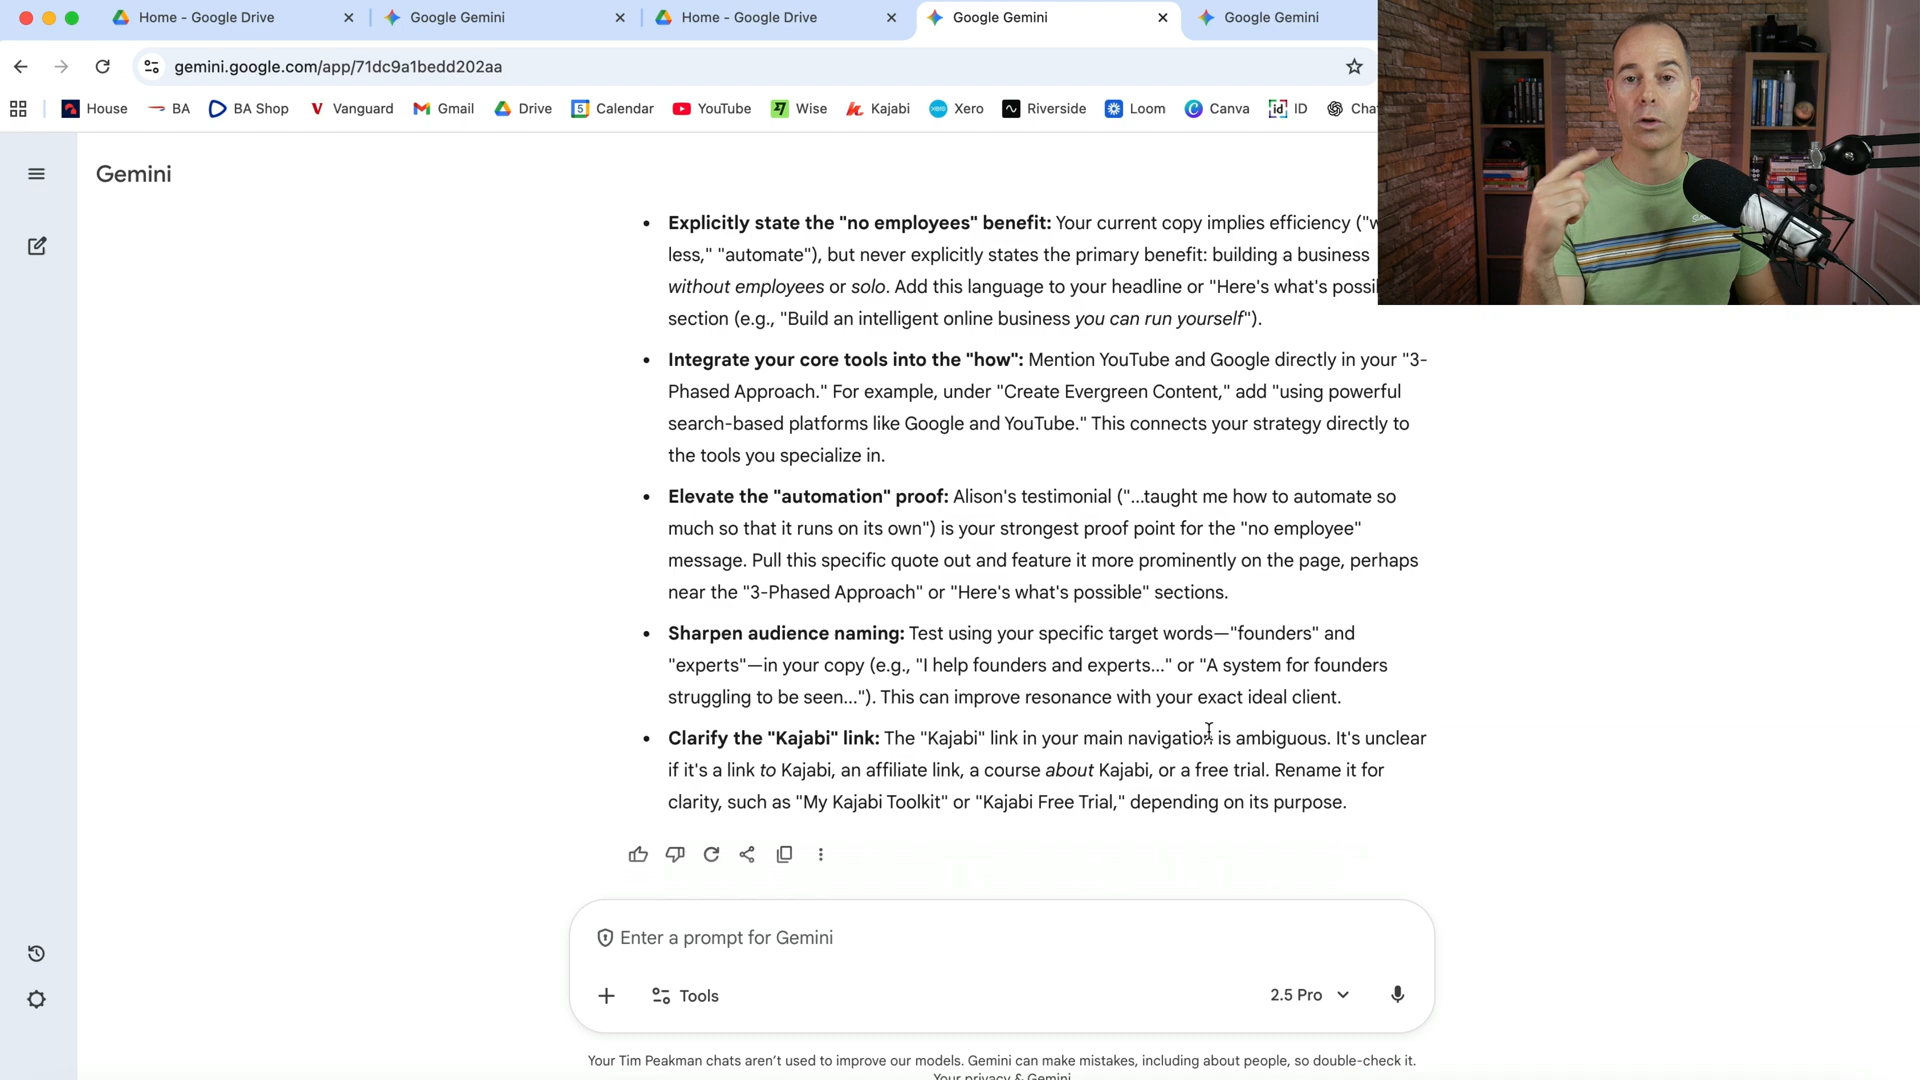 Home - Google Drive
Google Gemini
Home - Google Drive
Google Gemini
Google Gemini
gemini.google.com/app/71dc9a1bedd202aa
House
BA
BA Shop
Vanguard
Gmail
Drive
Calendar
YouTube
Wise
Kajabi
Xero
Riverside
Loom
Canva
ID
Cha
Gemini
• Explicitly state the "no employees" benefit: Your current copy implies efficiency ("w
less," "automate"), but never explicitly states the primary benefit: building a business
without employees or solo. Add this language to your headline or "Here's what's possi
section (e.g., "Build an intelligent online business you can run yourself").
• Integrate your core tools into the "how": Mention YouTube and Google directly in your "3-
Phased Approach." For example, under "Create Evergreen Content," add "using powerful
search-based platforms like Google and YouTube." This connects your strategy directly to
the tools you specialize in.
• Elevate the "automation" proof: Alison's testimonial ("...taught me how to automate so
much so that it runs on its own") is your strongest proof point for the "no employee"
message. Pull this specific quote out and feature it more prominently on the page, perhaps
near the "3-Phased Approach" or "Here's what's possible" sections.
• Sharpen audience naming: Test using your specific target words—"founders" and
"experts"—in your copy (e.g., "I help founders and experts..." or "A system for founders
struggling to be seen..."). This can improve resonance with your exact ideal client.
• Clarify the "Kajabi" link: The "Kajabi" link in your main navigation is ambiguous. It's unclear
if it's a link to Kajabi, an affiliate link, a course about Kajabi, or a free trial. Rename it for
clarity, such as "My Kajabi Toolkit" or "Kajabi Free Trial," depending on its purpose.
Enter a prompt for Gemini
Tools
2.5 Pro
Your Tim Peakman chats aren't used to improve our models. Gemini can make mistakes, including about people, so double-check it.
Your privacy & Gemini